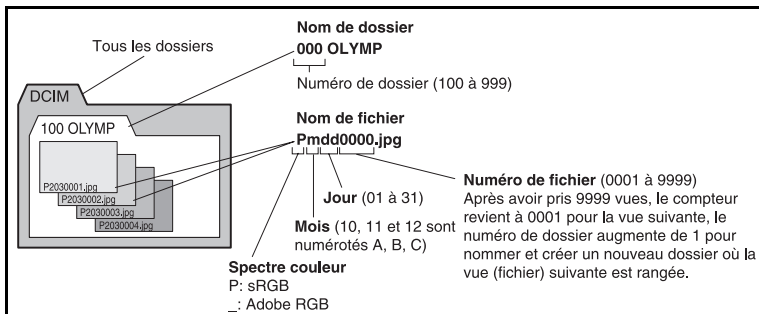 Tous les dossiers
DCIM
100 OLYMP
P2030001.jpg
P2030002.jpg
P2030003.jpg
P2030004.jpg
Nom de dossier
000 OLYMP
Numéro de dossier (100 à 999)
Nom de fichier
Pmdd0000.jpg
Jour (01 à 31)
Mois (10, 11 et 12 sont
numérotés A, B, C)
Spectre couleur
P: sRGB
_: Adobe RGB
Numéro de fichier (0001 à 9999)
Après avoir pris 9999 vues, le compteur
revient à 0001 pour la vue suivante, le
numéro de dossier augmente de 1 pour
nommer et créer un nouveau dossier où la
vue (fichier) suivante est rangée.